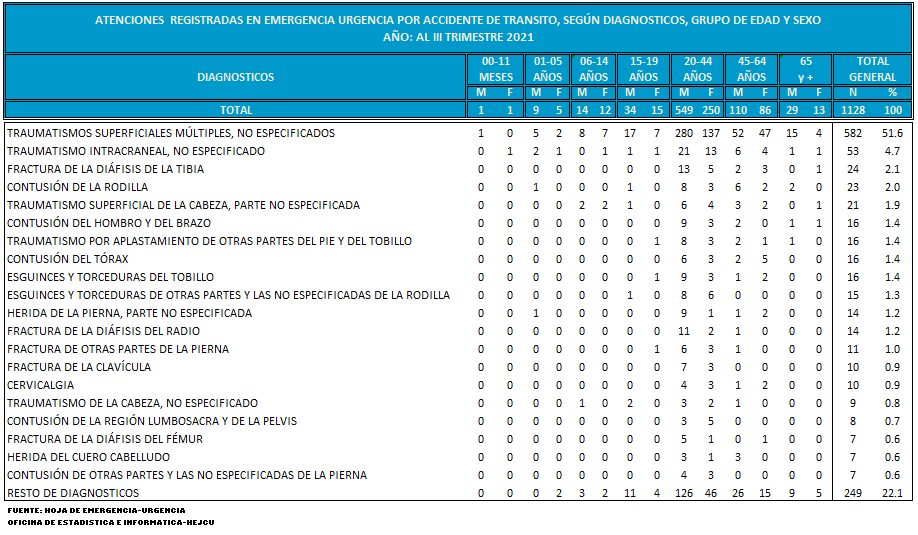 ATENCIONES REGISTRADAS EN EMERGENCIA URGENCIA POR ACCIDENTE DE TRANSITO, SEGÚN DIAGNOSTICOS, GRUPO DE EDAD Y SEXO
AÑO: AL III TRIMESTRE 2021
DIAGNOSTICOS 00-11 MESES 01-05 AÑOS 06-14 AÑOS 15-19 AÑOS 20-44 AÑOS 45-64 AÑOS 65 y + TOTAL GENERAL
M F M F M F M F M F M F M F N %
TOTAL 1 1 9 5 14 12 34 15 549 250 110 86 29 13 1128 100
TRAUMATISMOS SUPERFICIALES MÚLTIPLES, NO ESPECIFICADOS 1 0 5 2 8 7 17 7 280 137 52 47 15 4 582 51.6
TRAUMATISMO INTRACRANEAL, NO ESPECIFICADO 0 1 2 1 0 1 1 1 21 13 6 4 1 1 53 4.7
FRACTURA DE LA DIÁFISIS DE LA TIBIA 0 0 0 0 0 0 0 0 13 5 2 3 0 1 24 2.1
CONTUSIÓN DE LA RODILLA 0 0 1 0 0 0 1 0 8 3 6 2 2 0 23 2.0
TRAUMATISMO SUPERFICIAL DE LA CABEZA, PARTE NO ESPECIFICADA 0 0 0 0 2 2 1 0 6 4 3 2 0 1 21 1.9
CONTUSIÓN DEL HOMBRO Y DEL BRAZO 0 0 0 0 0 0 0 0 9 3 2 0 1 1 16 1.4
TRAUMATISMO POR APLASTAMIENTO DE OTRAS PARTES DEL PIE Y DEL TOBILLO 0 0 0 0 0 0 0 1 8 3 2 1 1 0 16 1.4
CONTUSIÓN DEL TÓRAX 0 0 0 0 0 0 0 0 6 3 2 5 0 0 16 1.4
ESGUINCES Y TORCEDURAS DEL TOBILLO 0 0 0 0 0 0 0 1 9 3 1 2 0 0 16 1.4
ESGUINCES Y TORCEDURAS DE OTRAS PARTES Y LAS NO ESPECIFICADAS DE LA RODILLA 0 0 0 0 0 0 1 0 8 6 0 0 0 0 15 1.3
HERIDA DE LA PIERNA, PARTE NO ESPECIFICADA 0 0 1 0 0 0 0 0 9 1 1 2 0 0 14 1.2
FRACTURA DE LA DIÁFISIS DEL RADIO 0 0 0 0 0 0 0 0 11 2 1 0 0 0 14 1.2
FRACTURA DE OTRAS PARTES DE LA PIERNA 0 0 0 0 0 0 0 1 6 3 1 0 0 0 11 1.0
FRACTURA DE LA CLAVÍCULA 0 0 0 0 0 0 0 0 7 3 0 0 0 0 10 0.9
CERVICALGIA 0 0 0 0 0 0 0 0 4 3 1 2 0 0 10 0.9
TRAUMATISMO DE LA CABEZA, NO ESPECIFICADO 0 0 0 0 1 0 2 0 3 2 1 0 0 0 9 0.8
CONTUSIÓN DE LA REGIÓN LUMBOSACRA Y DE LA PELVIS 0 0 0 0 0 0 0 0 3 5 0 0 0 0 8 0.7
FRACTURA DE LA DIÁFISIS DEL FÉMUR 0 0 0 0 0 0 0 0 5 1 0 1 0 0 7 0.6
HERIDA DEL CUERO CABELLUDO 0 0 0 0 0 0 0 0 3 1 3 0 0 0 7 0.6
CONTUSIÓN DE OTRAS PARTES Y LAS NO ESPECIFICADAS DE LA PIERNA 0 0 0 0 0 0 0 0 4 3 0 0 0 0 7 0.6
RESTO DE DIAGNOSTICOS 0 0 0 2 3 2 11 4 126 46 26 15 9 5 249 22.1
FUENTE: HOJA DE EMERGENCIA-URGENCIA
OFICINA DE ESTADISTICA E INFORMATICA-HEJCU